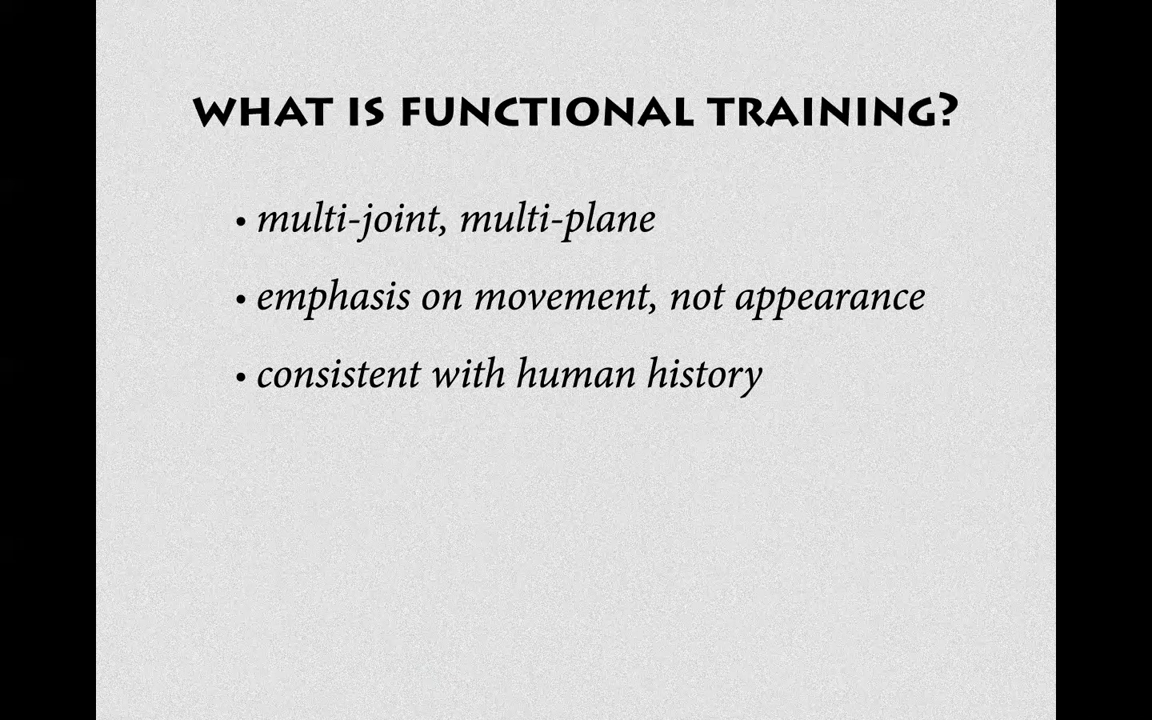 WHAT IS FUNCTIONAL TRAINING?
• multi-joint, multi-plane
• emphasis on movement, not appearance
• consistent with human history